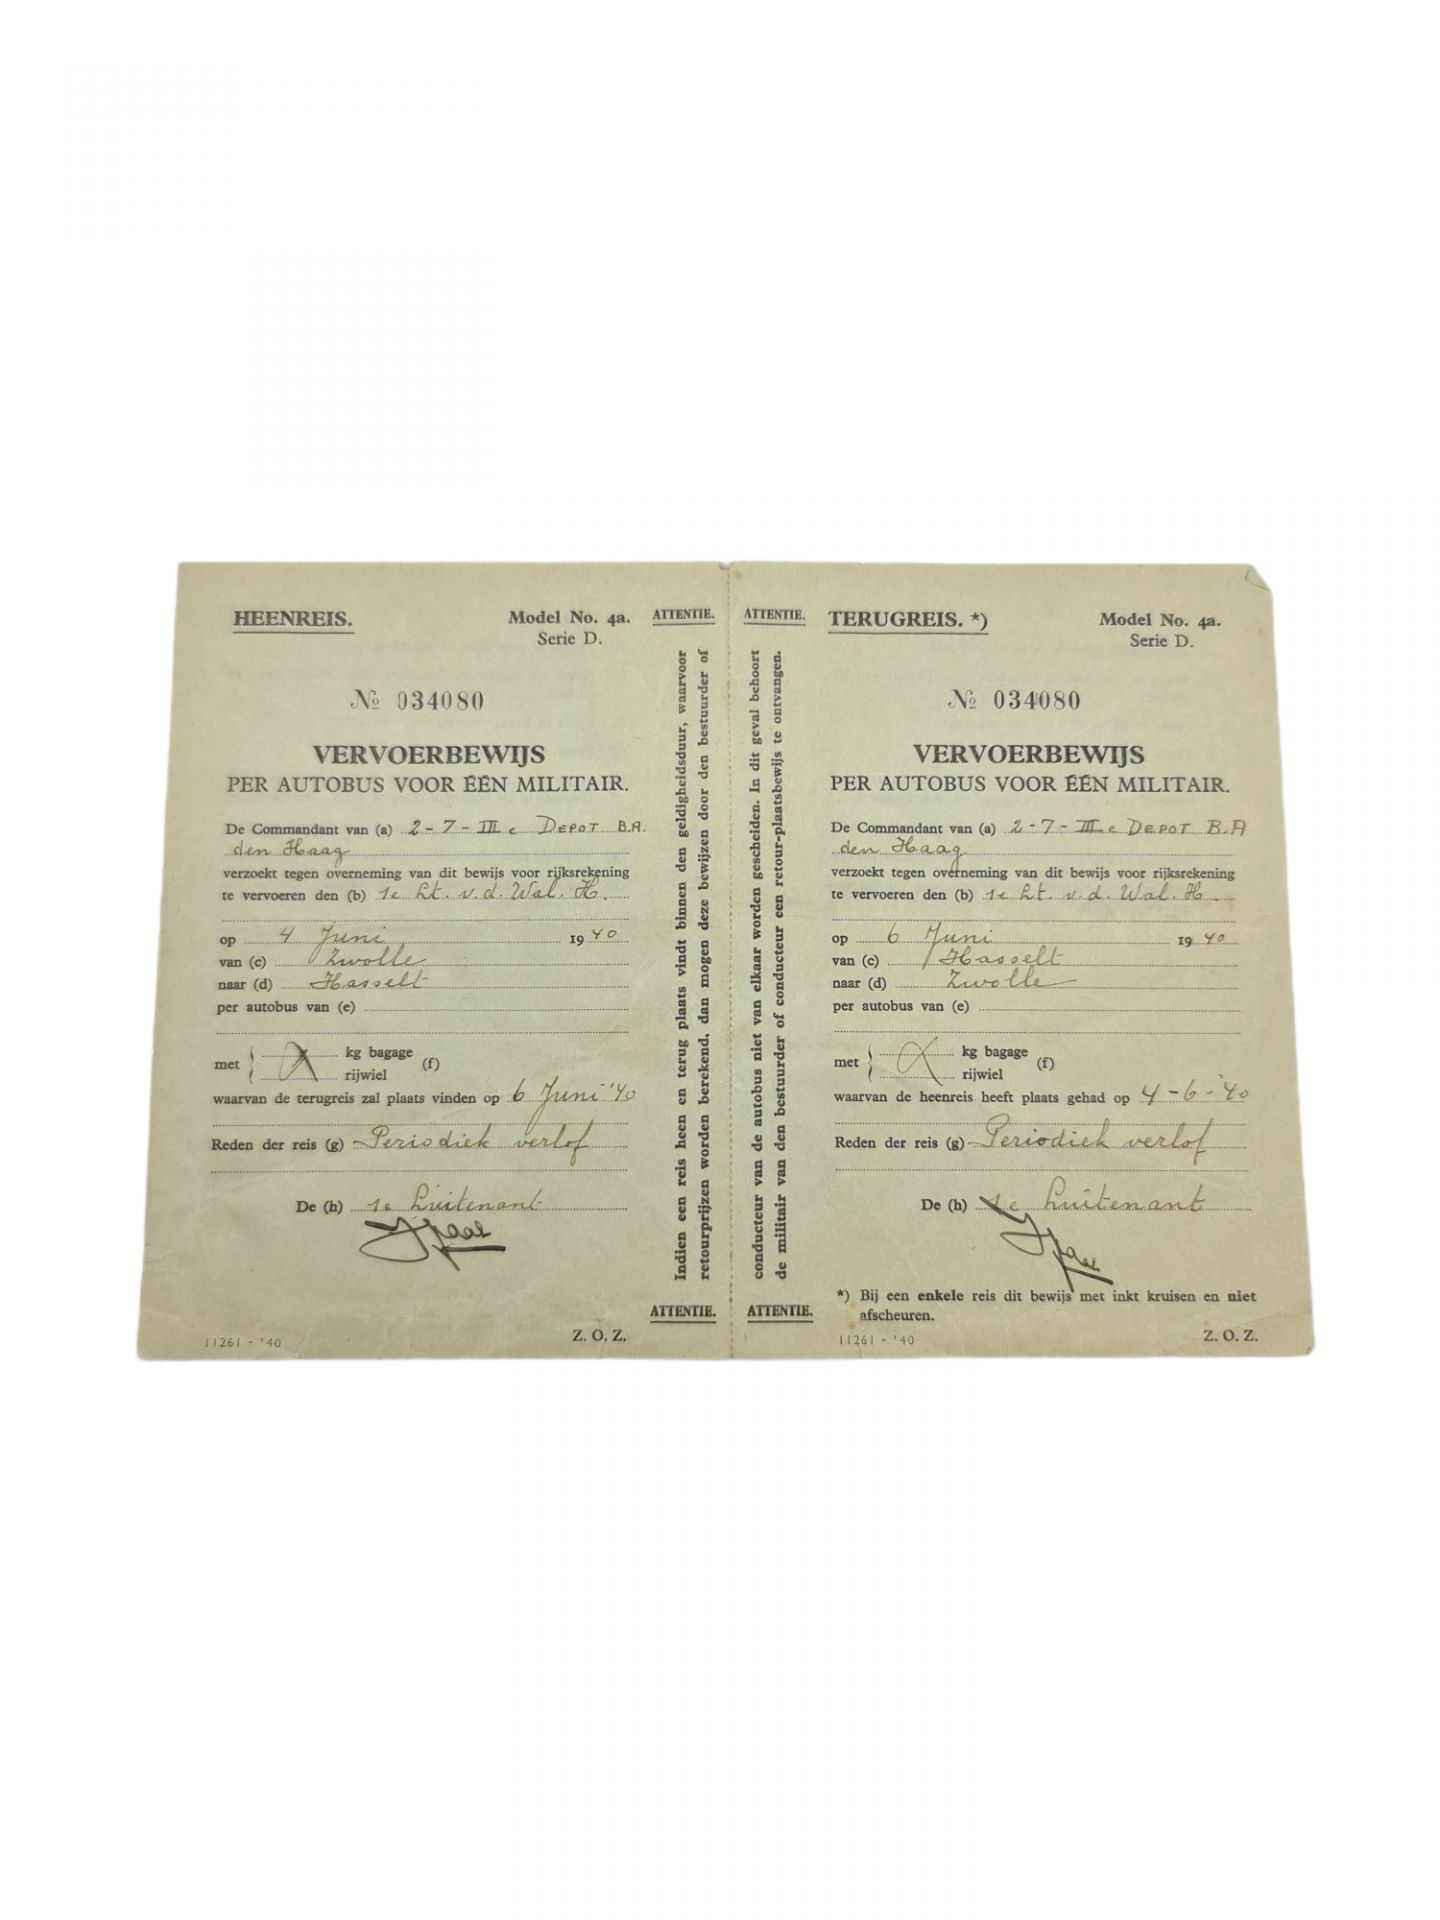 HEENREIS.
Model No. 4a.
Serie D.
№ 034080
VERVOERBEWIJS
PER AUTOBUS VOOR ÉÉN MILITAIR.
De Commandant van (a) 2-7-III e DEPOT B.A.
den Haag
verzoekt tegen overneming van dit bewijs voor rijksrekening
te vervoeren den (b) 1e Lt. v.d. Wal. H.
op 4 Juni 1940
van (c) Zwolle
naar (d) Hasselt
per autobus van (e)
met { kg bagage (f)
rijwiel
waarvan de terugreis zal plaats vinden op 6 Juni '40
Reden der reis (g) Periodiek verlof
De (h) 1e Luitenant
11261 - '40
Z. O. Z.
ATTENTIE.
Indien een reis heen en terug plaats vindt binnen den geldigheidsduur, waarvoor
retourprijzen worden berekend, dan mogen deze bewijzen door den bestuurder of
ATTENTIE.
ATTENTIE.
conducteur van de autobus niet van elkaar worden gescheiden. In dit geval behoort
de militair van den bestuurder of conducteur een retour-plaatsbewijs te ontvangen.
ATTENTIE.
TERUGREIS. *)
Model No. 4a.
Serie D.
№ 034080
VERVOERBEWIJS
PER AUTOBUS VOOR ÉÉN MILITAIR.
De Commandant van (a) 2-7-III e DEPOT B.A
den Haag
verzoekt tegen overneming van dit bewijs voor rijksrekening
te vervoeren den (b) 1e Lt. v.d. Wal. H.
op 6 Juni 1940
van (c) Hasselt
naar (d) Zwolle
per autobus van (e)
met { kg bagage (f)
rijwiel
waarvan de heenreis heeft plaats gehad op 4-6-'40
Reden der reis (g) Periodiek verlof
De (h) 1e Luitenant
*) Bij een enkele reis dit bewijs met inkt kruisen en niet
afscheuren.
11261 - '40
Z. O. Z.